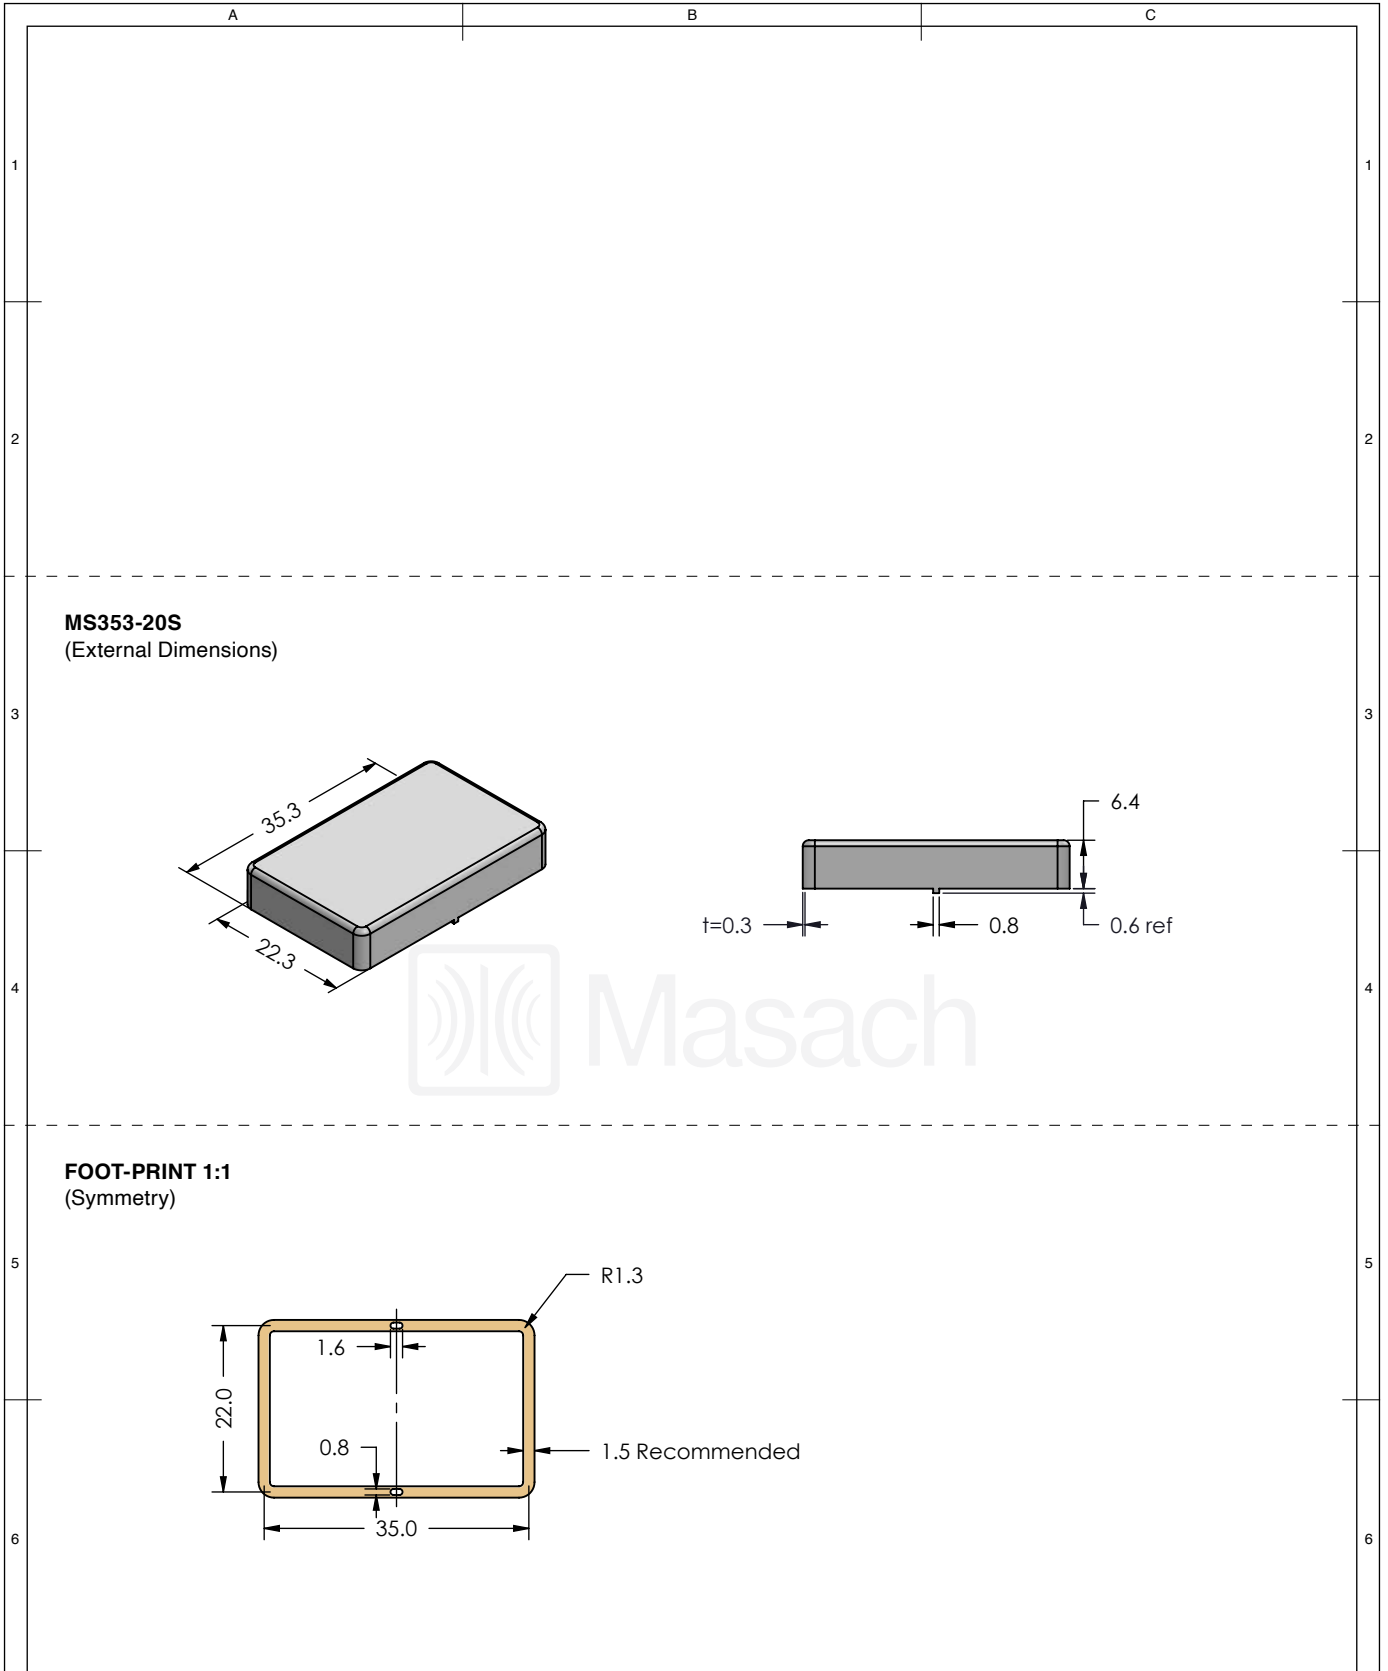 A B C
1 1
2 2
MS353-20S
(External Dimensions)
3 3
35.3
6.4
22.3
t=0.3
0.8
0.6 ref
4 4
Masach
FOOT-PRINT 1:1
(Symmetry)
5 5
R1.3
1.6
22.0
0.8
1.5 Recommended
35.0
6 6